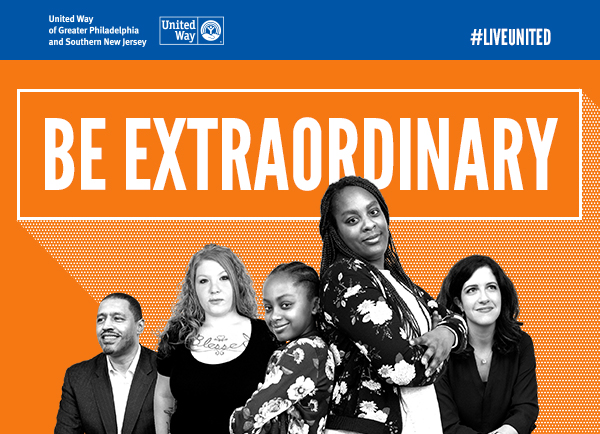 United Way
of Greater Philadelphia
and Southern New Jersey
United
Way
#LIVEUNITED
BE EXTRAORDINARY
Blessed